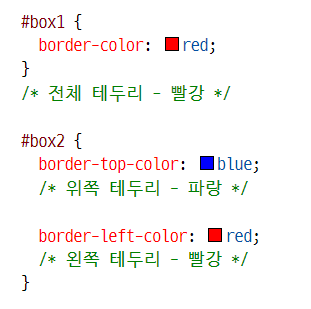 #box1 {
  border-color: red;
}
/* 전체 테두리 - 빨강 */

#box2 {
  border-top-color: blue;
  /* 위쪽 테두리 - 파랑 */

  border-left-color: red;
  /* 왼쪽 테두리 - 빨강 */
}